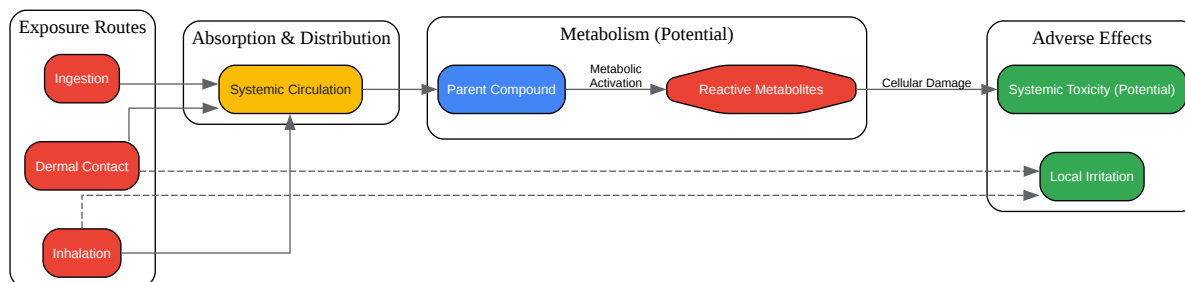 Exposure Routes
Ingestion
Dermal Contact
Inhalation
Absorption & Distribution
Systemic Circulation
Metabolism (Potential)
Parent Compound
Metabolic
Activation
Reactive Metabolites
Cellular Damage
Adverse Effects
Systemic Toxicity (Potential)
Local Irritation